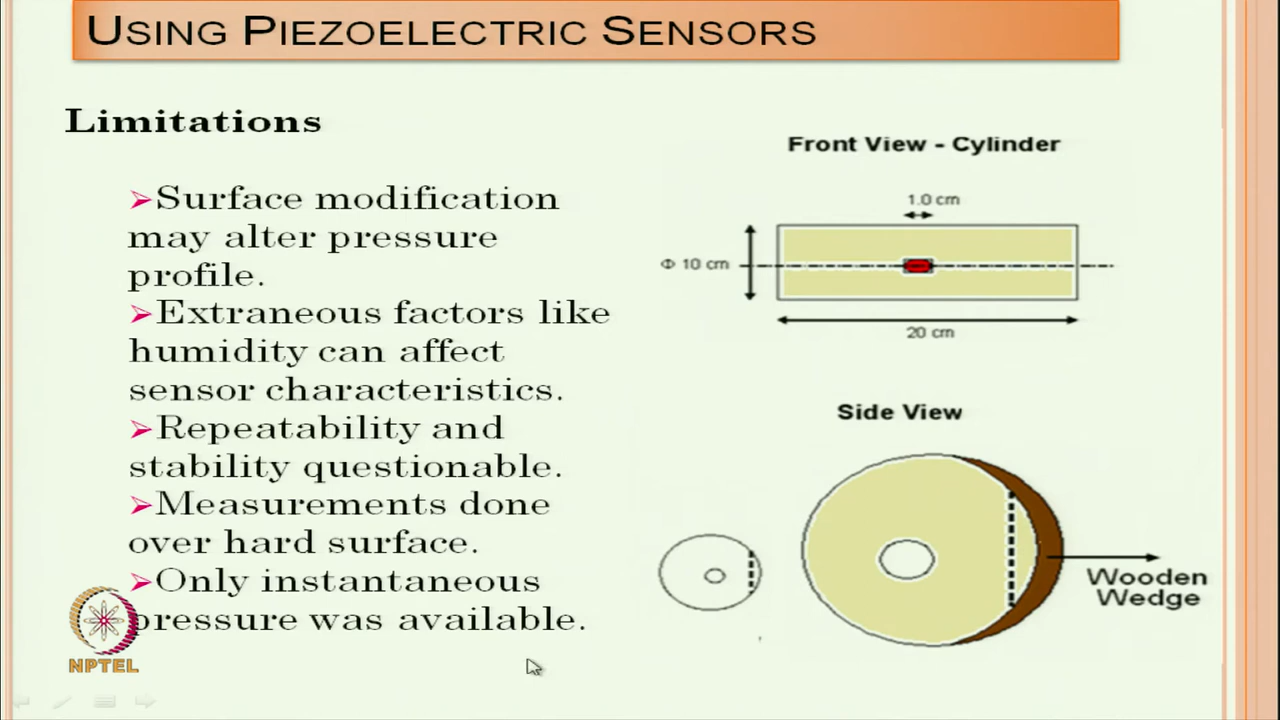 USING PIEZOELECTRIC SENSORS
Limitations
➢Surface modification
may alter pressure
profile.
➢Extraneous factors like
humidity can affect
sensor characteristics.
➢Repeatability and
stability questionable.
➢Measurements done
over hard surface.
➢Only instantaneous
pressure was available.
NPTEL
Front View - Cylinder
1.0 cm
Φ 10 cm
20 cm
Side View
Wooden
Wedge